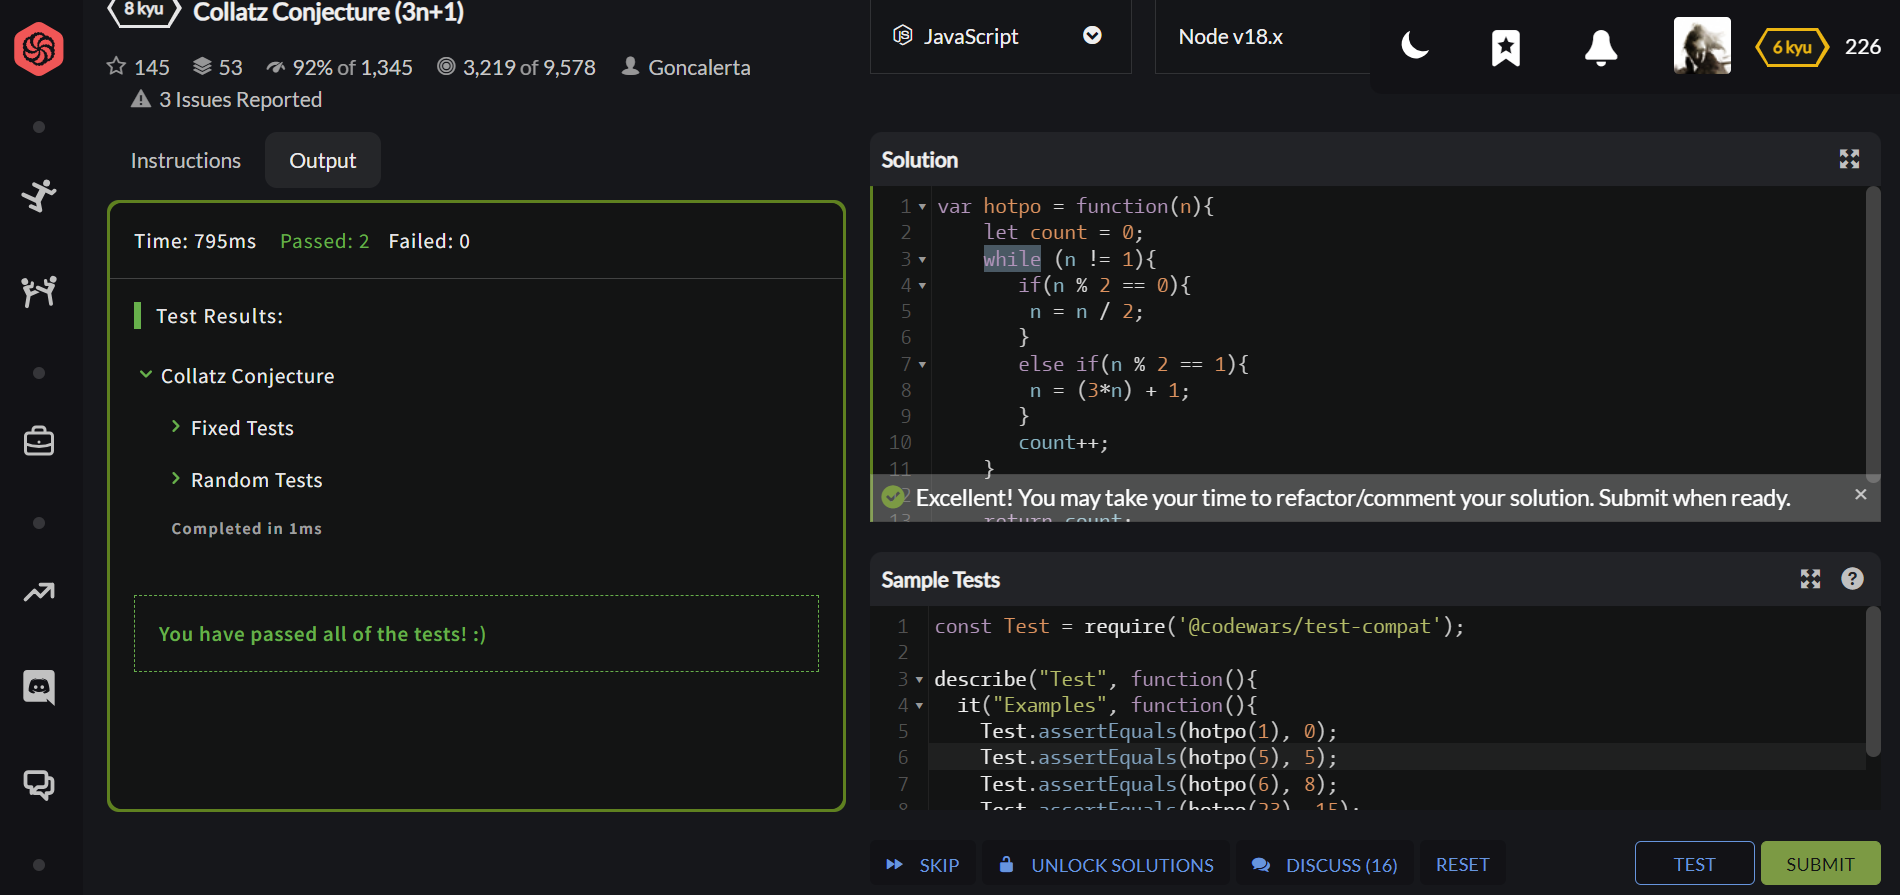 8 kyu Collatz Conjecture (3n+1)
145 53 92% of 1,345 3,219 of 9,578 Goncalerta
3 Issues Reported
JavaScript
Node v18.x
6 kyu 226
Instructions Output
Time: 795ms Passed: 2 Failed: 0
Test Results:
Collatz Conjecture
Fixed Tests
Random Tests
Completed in 1ms
You have passed all of the tests! :)
Solution
1 var hotpo = function(n){
2 let count = 0;
3 while (n != 1){
4 if(n % 2 == 0){
5 n = n / 2;
6 }
7 else if(n % 2 == 1){
8 n = (3*n) + 1;
9 }
10 count++;
11 }
Excellent! You may take your time to refactor/comment your solution. Submit when ready.
13 return count;
Sample Tests
1 const Test = require('@codewars/test-compat');
2
3 describe("Test", function(){
4 it("Examples", function(){
5 Test.assertEquals(hotpo(1), 0);
6 Test.assertEquals(hotpo(5), 5);
7 Test.assertEquals(hotpo(6), 8);
8 Test.assertEquals(hotpo(23), 15);
SKIP UNLOCK SOLUTIONS DISCUSS (16) RESET TEST SUBMIT